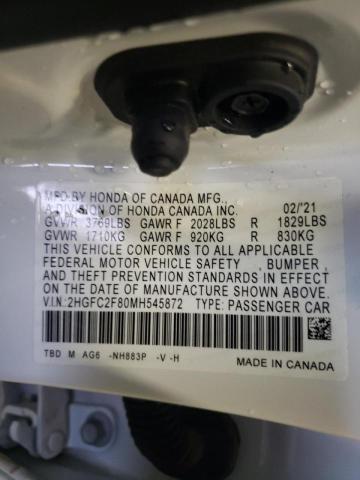 MFD.BY HONDA OF CANADA MFG.,
A DIVISION OF HONDA CANADA INC. 02/'21
GVWR 3769LBS GAWR F 2028LBS R 1829LBS
GVWR 1710KG GAWR F 920KG R 830KG
THIS VEHICLE CONFORMS TO ALL APPLICABLE
FEDERAL MOTOR VEHICLE SAFETY , BUMPER ,
AND THEFT PREVENTION STANDARDS IN EFFECT
ON THE DATE OF MANUFACTURE SHOWN ABOVE.
V.I.N: 2HGFC2F80MH545872 TYPE: PASSENGER CAR
TBD M AG6 -NH883P -V -H
MADE IN CANADA